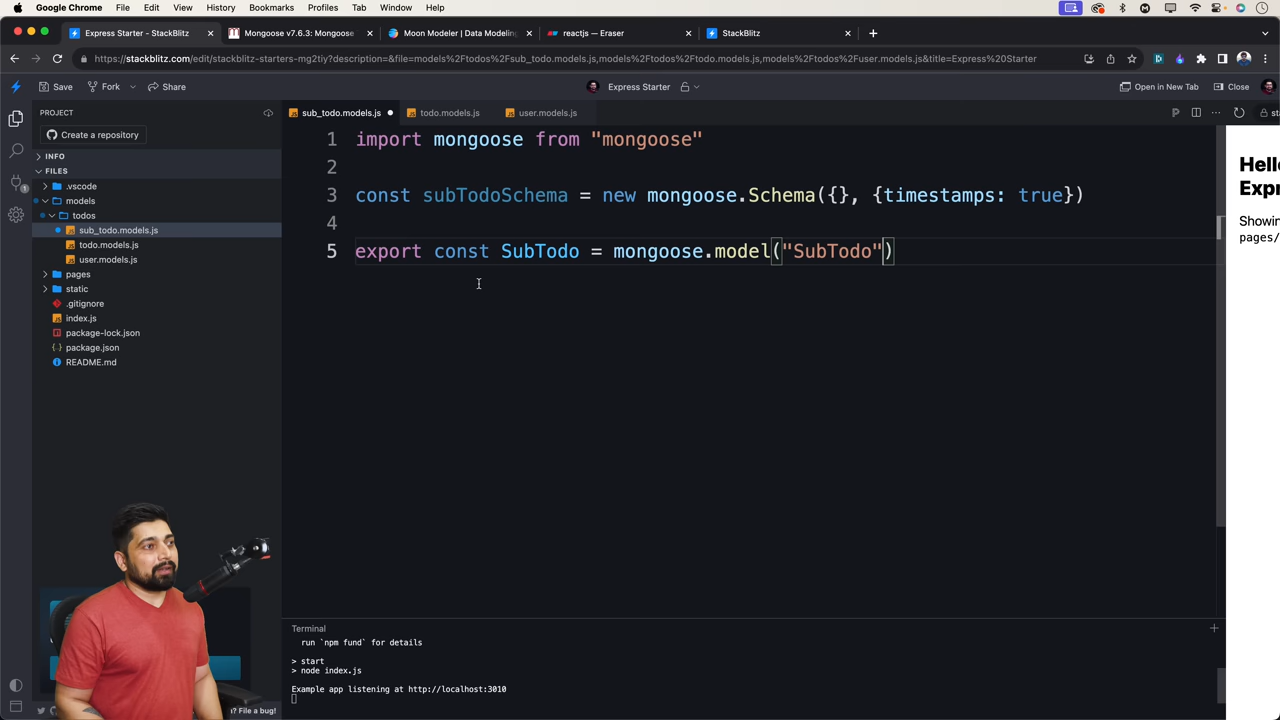 Google Chrome File Edit View History Bookmarks Profiles Tab Window Help
Express Starter - StackBlitz
Mongoose v7.6.3: Mongoose
Moon Modeler | Data Modeling
reactjs — Eraser
StackBlitz
https://stackblitz.com/edit/stackblitz-starters-mg2tiy?description=&file=models%2Ftodos%2Fsub_todo.models.js,models%2Ftodos%2Ftodo.models.js,models%2Ftodos%2Fuser.models.js&title=Express%20Starter
Save Fork Share Express Starter Open in New Tab Close
PROJECT
Create a repository
INFO
FILES
.vscode
models
todos
sub_todo.models.js
todo.models.js
user.models.js
pages
static
.gitignore
index.js
package-lock.json
package.json
README.md
sub_todo.models.js todo.models.js user.models.js
1 import mongoose from "mongoose"
2
3 const subTodoSchema = new mongoose.Schema({}, {timestamps: true})
4
5 export const SubTodo = mongoose.model("SubTodo")
Hell
Expr
Showin
pages/
Terminal
run `npm fund` for details
> start
> node index.js
Example app listening at http://localhost:3010
? File a bug!